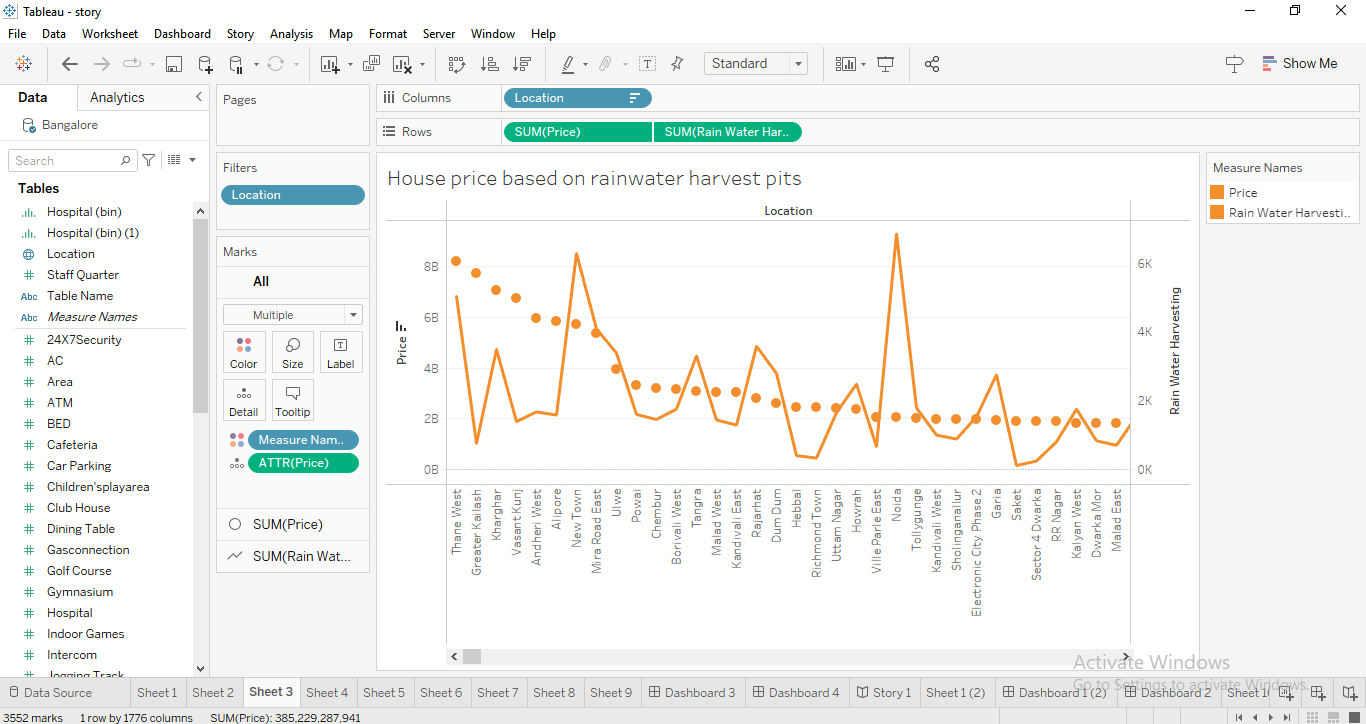 Tableau - story
File Data Worksheet Dashboard Story Analysis Map Format Server Window Help
Standard
Show Me
Data Analytics
Bangalore
Search
Tables
Hospital (bin)
Hospital (bin) (1)
Location
Staff Quarter
Abc Table Name
Abc Measure Names
24X7Security
AC
Area
ATM
BED
Cafeteria
Car Parking
Children'splayarea
Club House
Dining Table
Gasconnection
Golf Course
Gymnasium
Hospital
Indoor Games
Intercom
Jogging Track
Pages
Filters
Location
Marks
All
Multiple
Color Size Label
Detail Tooltip
Measure Nam..
ATTR(Price)
SUM(Price)
SUM(Rain Wat...
Columns Location
Rows SUM(Price) SUM(Rain Water Har..
House price based on rainwater harvest pits
Location
8B
6B
4B
2B
0B
Price
6K
4K
2K
0K
Rain Water Harvesting
Thane West
Greater Kailash
Kharghar
Vasant Kunj
Andheri West
Alipore
New Town
Mira Road East
Ulwe
Powai
Chembur
Borivali West
Tangra
Malad West
Kandivali East
Rajarhat
Dum Dum
Hebbal
Richmond Town
Uttam Nagar
Howrah
Ville Parle East
Noida
Tollygunge
Kandivali West
Sholinganallur
Electronic City Phase 2
Garia
Saket
Sector 4 Dwarka
RR Nagar
Kalyan West
Dwarka Mor
Malad East
Measure Names
Price
Rain Water Harvesti..
Activate Windows
Go to Settings to activate Windows.
Data Source Sheet 1 Sheet 2 Sheet 3 Sheet 4 Sheet 5 Sheet 6 Sheet 7 Sheet 8 Sheet 9 Dashboard 3 Dashboard 4 Story 1 Sheet 1 (2) Dashboard 1 (2) Dashboard 2 Sheet 1
3552 marks 1 row by 1776 columns SUM(Price): 385,229,287,941